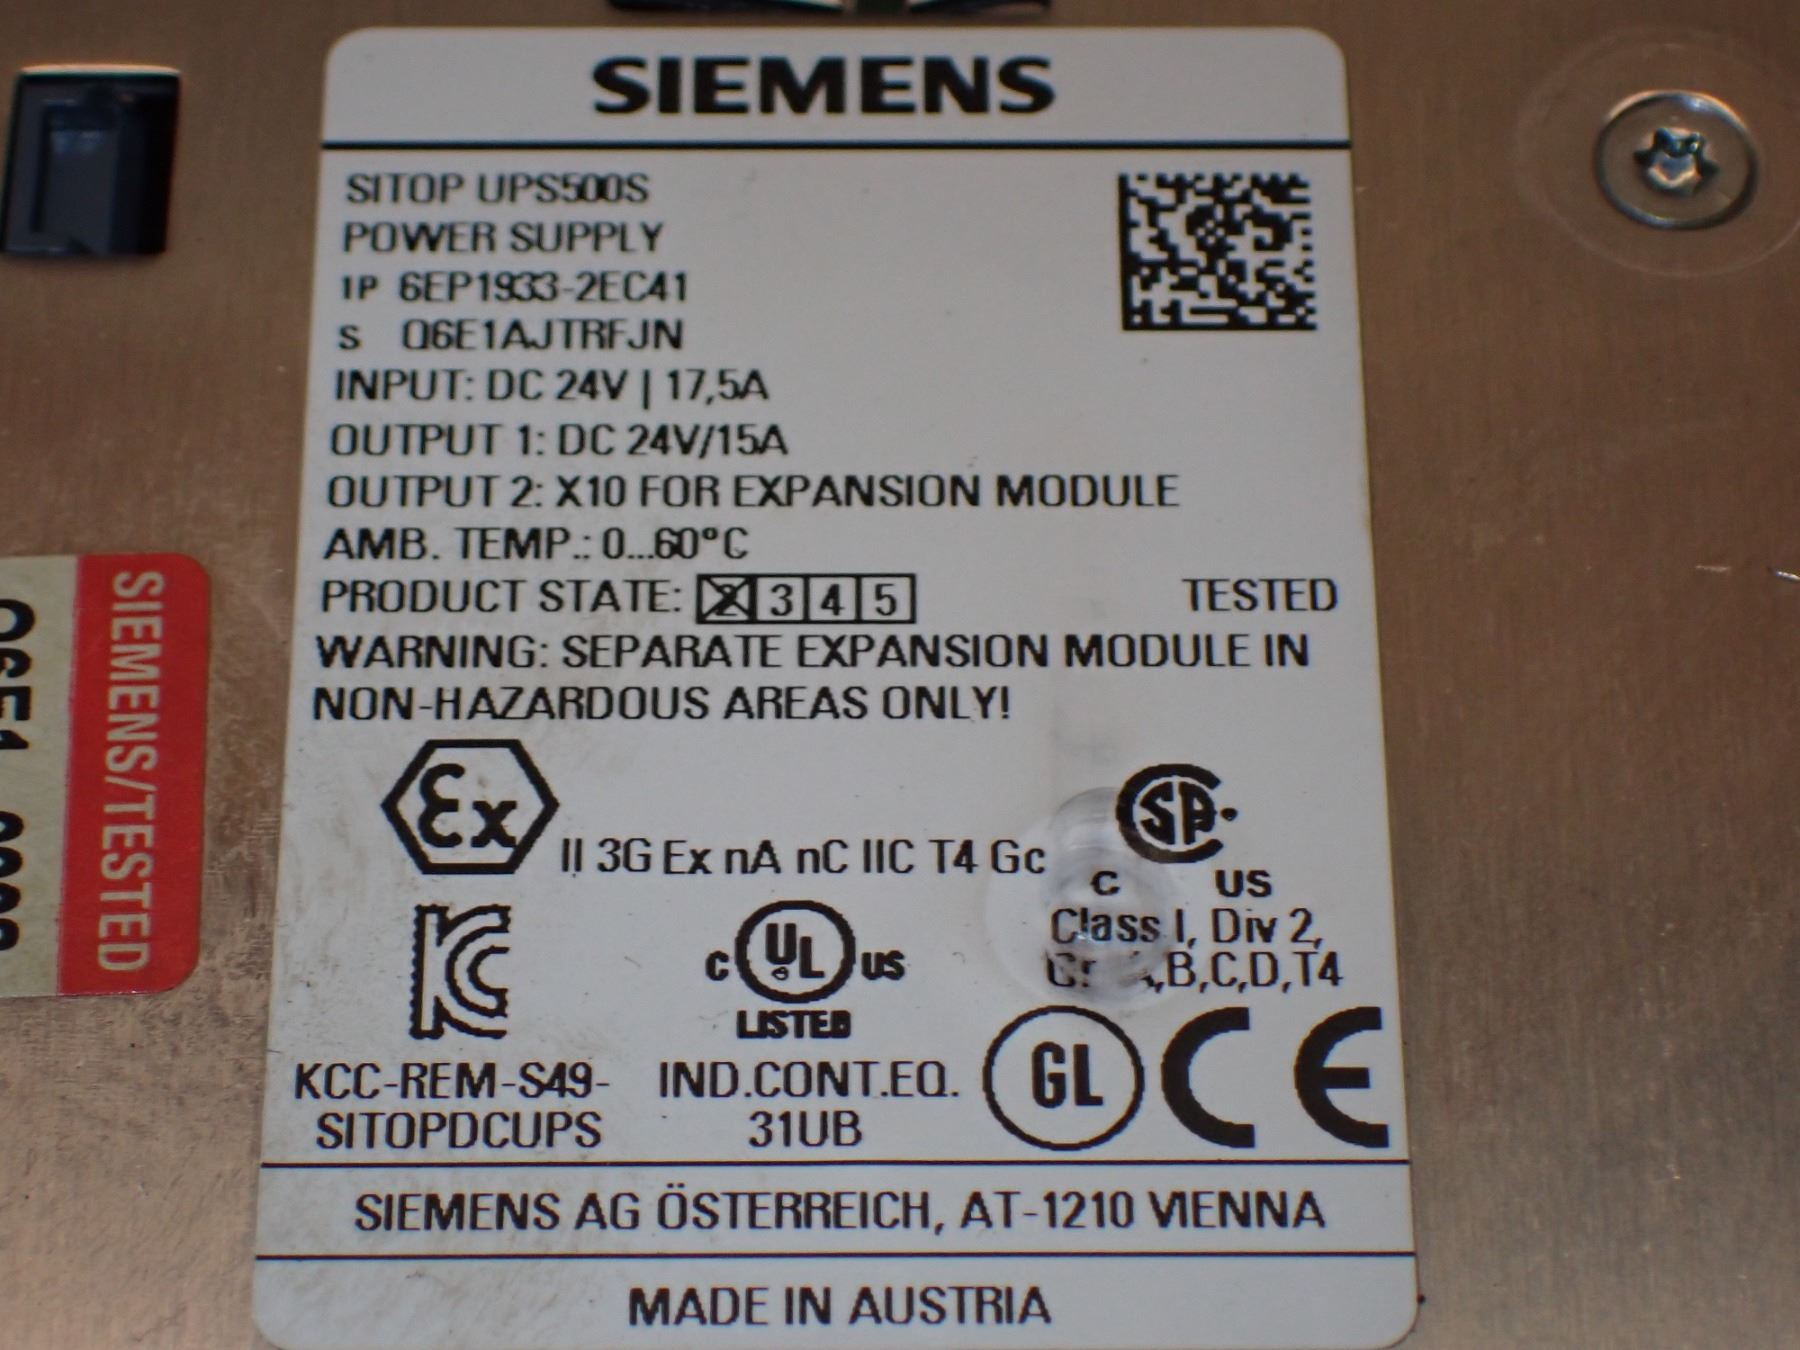 SIEMENS
SITOP UPS500S
POWER SUPPLY
1P 6EP1933-2EC41
S Q6E1AJTRFJN
INPUT: DC 24V | 17,5A
OUTPUT 1: DC 24V/15A
OUTPUT 2: X10 FOR EXPANSION MODULE
AMB. TEMP.: 0...60°C
PRODUCT STATE: 2 3 4 5 TESTED
WARNING: SEPARATE EXPANSION MODULE IN
NON-HAZARDOUS AREAS ONLY!
Ex II 3G Ex nA nC IIC T4 Gc
SA
C US
Class I, Div 2,
,B,C,D,T4
KC
C UL US
LISTED
KCC-REM-S49-
SITOPDCUPS
IND.CONT.EQ.
31UB
GL CE
SIEMENS AG ÖSTERREICH, AT-1210 VIENNA
MADE IN AUSTRIA
SIEMENS/TESTED